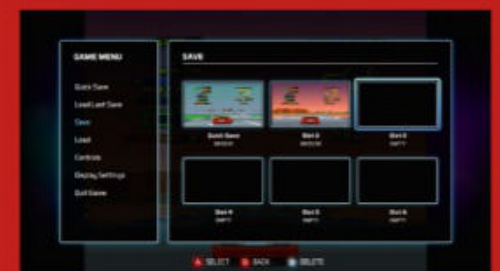 GAME MENU
SAVE
Quick Save
Load Last Save
Save
Load
Controls
Display Settings
Quit Game
Quick Save
Slot 2
Slot 3
EMPTY
Slot 4
EMPTY
Slot 5
EMPTY
Slot 6
EMPTY
A SELECT B BACK DELETE